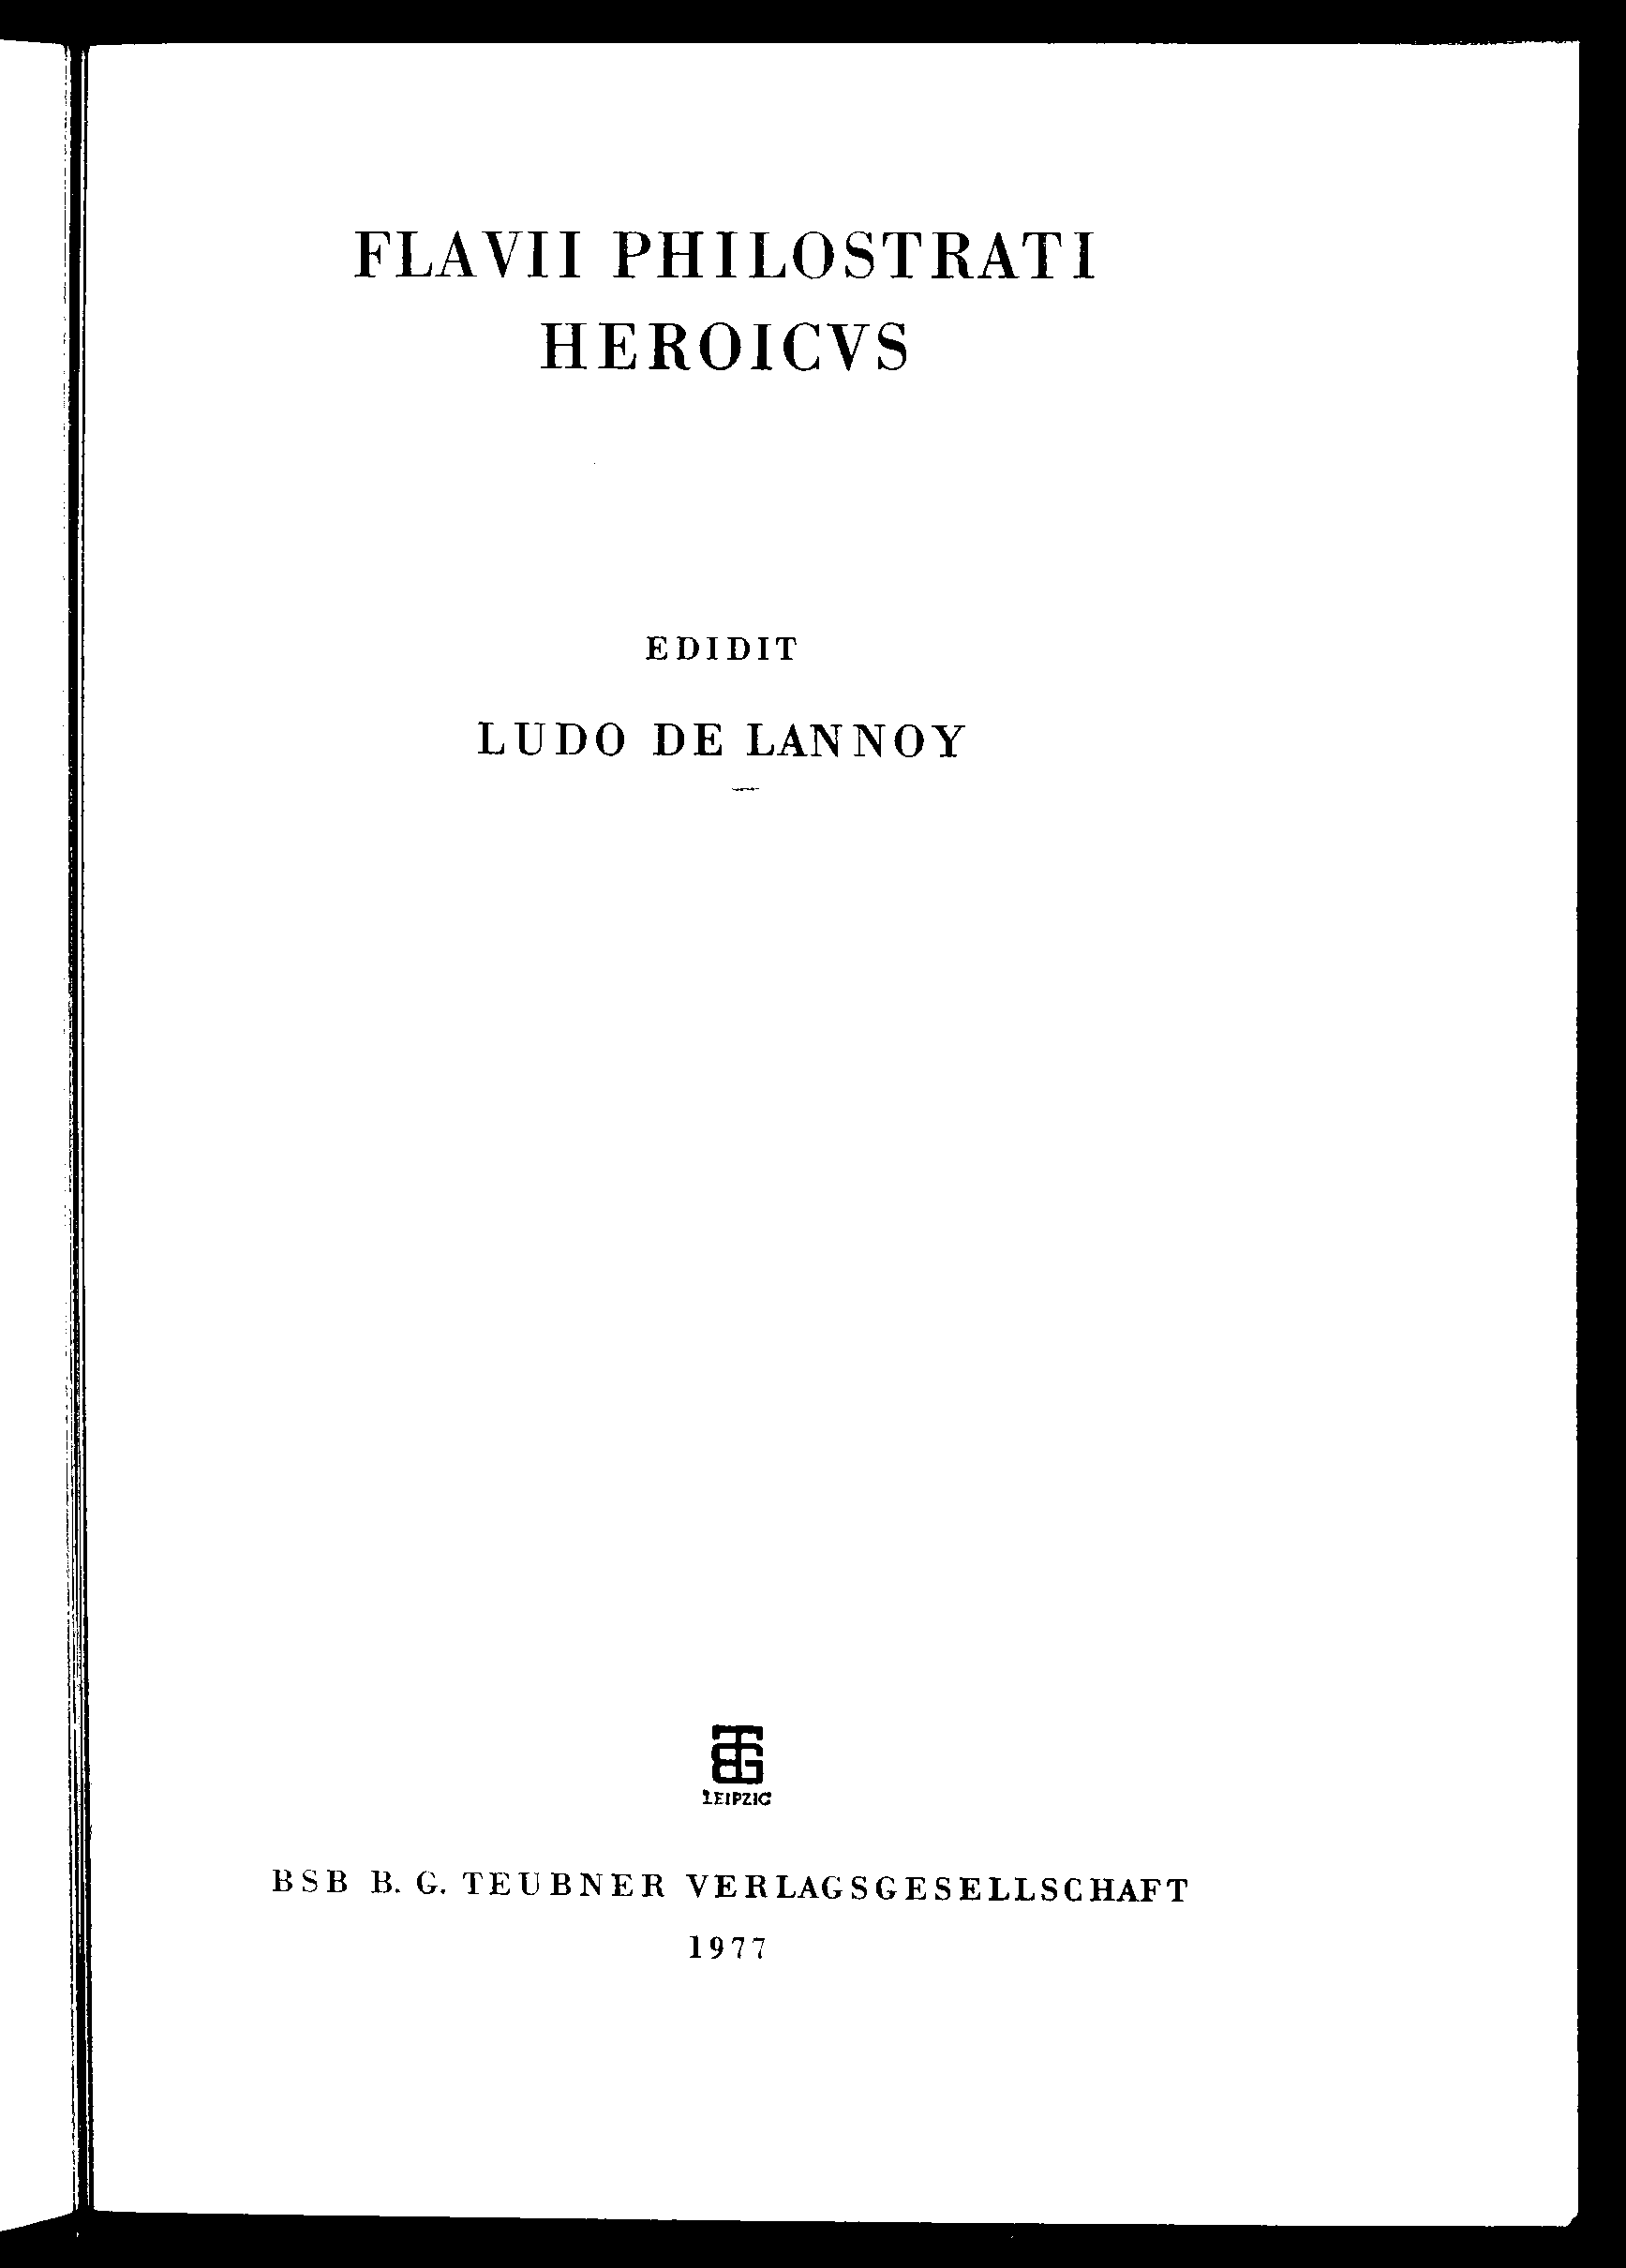 FLAVII PHILOSTRATI
HEROICVS
EDIDIT
LUDO DE LANNOY
LEIPZIG
BSB B. G. TEUBNER VERLAGSGESELLSCHAFT
1977